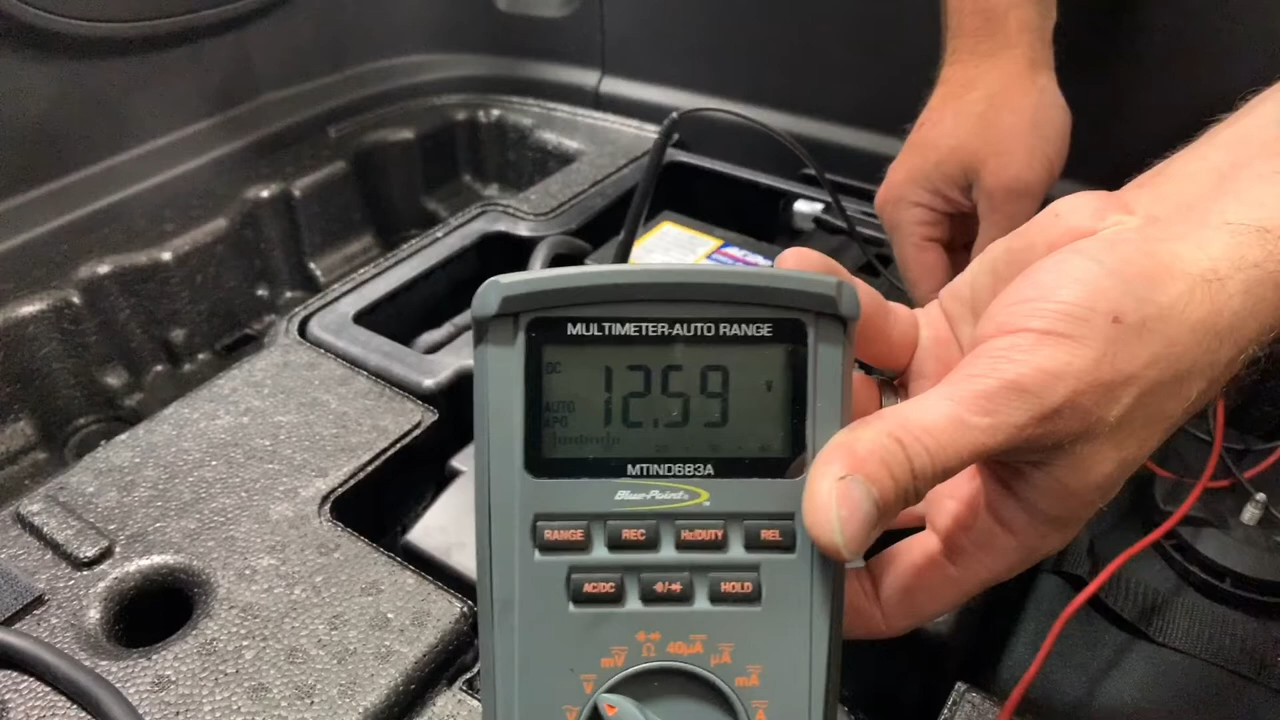 MULTIMETER-AUTO RANGE
DC
12.59
V
AUTO
APO
MTIND683A
Blue-Point®
™
RANGE
REC
Hz/DUTY
REL
AC/DC
HOLD
Ω
40µA
mV
µA
V
mA
V
A